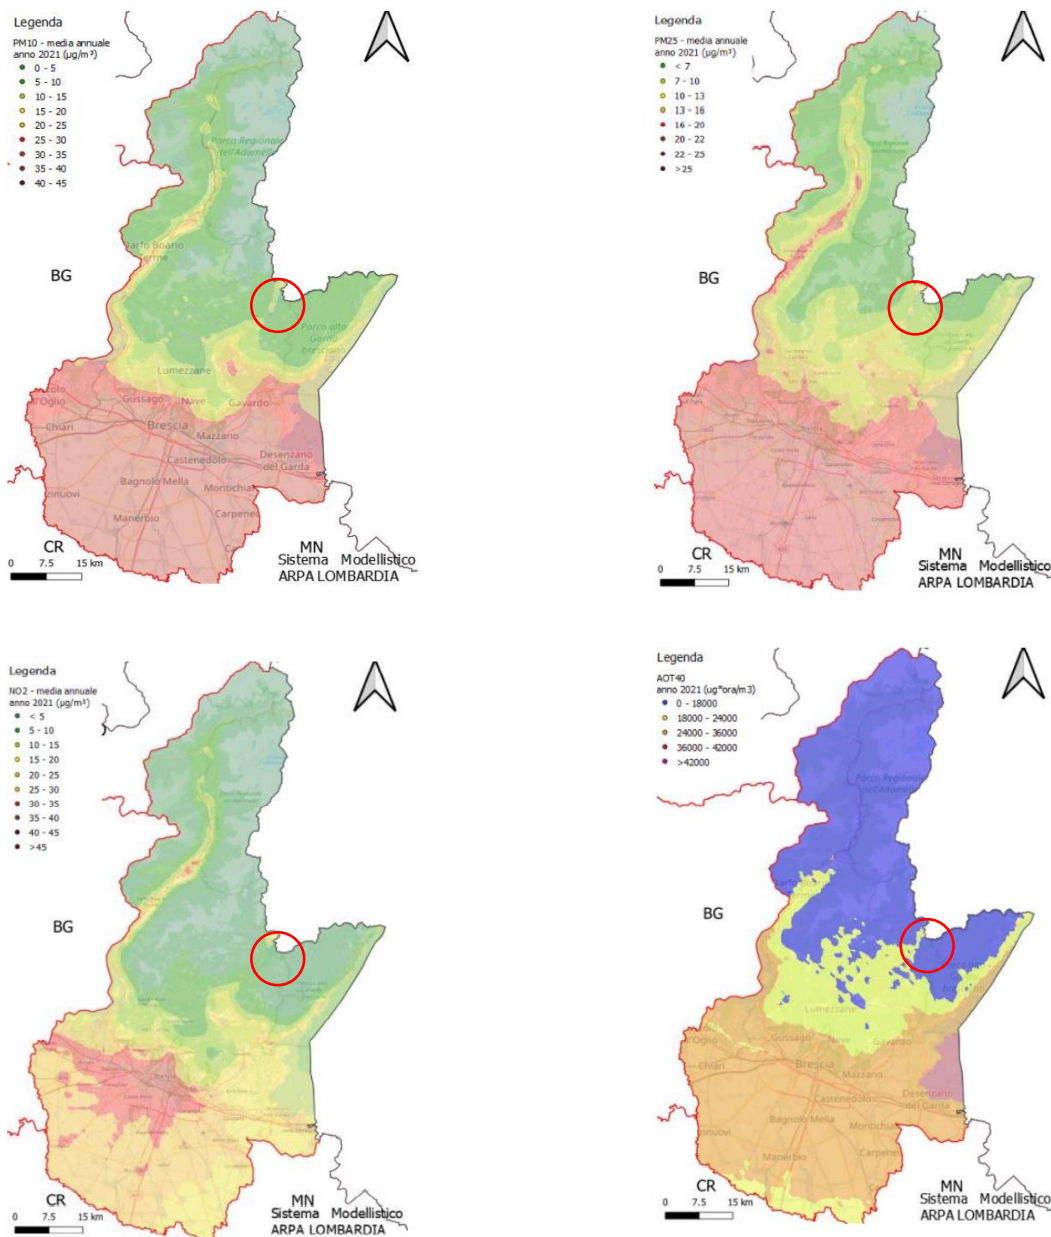 Legenda
PM10 - media annuale
anno 2021 (µg/m³)
0 - 5
5 - 10
10 - 15
15 - 20
20 - 25
25 - 30
30 - 35
35 - 40
40 - 45
Parco Regionale
dell'Adamello
Darfo Boario
Terme
BG
Parco alto
Garda
bresciano
Lumezzane
l'Oglio
Gussago
Nave
Gavardo
Chiari
Brescia
Mazzano
Castenedolo
Desenzano
del Garda
Bagnolo Mella
zinuovi
Montichiar
Manerbio
Carpene
CR
MN
0 7.5 15 km
Sistema Modellistico
ARPA LOMBARDIA
Legenda
PM25 - media annuale
anno 2021 (µg/m³)
< 7
7 - 10
10 - 13
13 - 16
16 - 20
20 - 22
22 - 25
>25
BG
CR
MN
0 7.5 15 km
Sistema Modellistico
ARPA LOMBARDIA
Legenda
NO2 - media annuale
anno 2021 (µg/m³)
< 5
5 - 10
10 - 15
15 - 20
20 - 25
25 - 30
30 - 35
35 - 40
40 - 45
>45
BG
CR
MN
0 7.5 15 km
Sistema Modellistico
ARPA LOMBARDIA
Legenda
AOT40
anno 2021 (ug*ora/m3)
0 - 18000
18000 - 24000
24000 - 36000
36000 - 42000
>42000
Parco Regionale
dell'Adamello
BG
Lumezzane
l'Oglio
Gussago
Nave
Gavardo
Chiari
Brescia
Mazzano
Castenedolo
Desenzano
del Garda
Bagnolo Mella
zinuovi
Montichiar
Manerbio
Carpene
CR
MN
0 7.5 15 km
Sistema Modellistico
ARPA LOMBARDIA